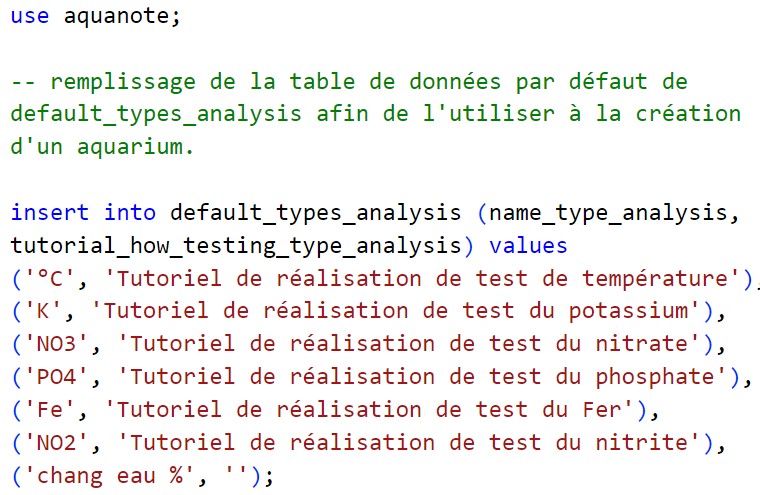 use aquanote;
-- remplissage de la table de données par défaut de
default_types_analysis afin de l'utiliser à la création
d'un aquarium.
insert into default_types_analysis (name_type_analysis,
tutorial_how_testing_type_analysis) values
('°C', 'Tutoriel de réalisation de test de température'),
('K', 'Tutoriel de réalisation de test du potassium'),
('NO3', 'Tutoriel de réalisation de test du nitrate'),
('PO4', 'Tutoriel de réalisation de test du phosphate'),
('Fe', 'Tutoriel de réalisation de test du Fer'),
('NO2', 'Tutoriel de réalisation de test du nitrite'),
('chang eau %', '');